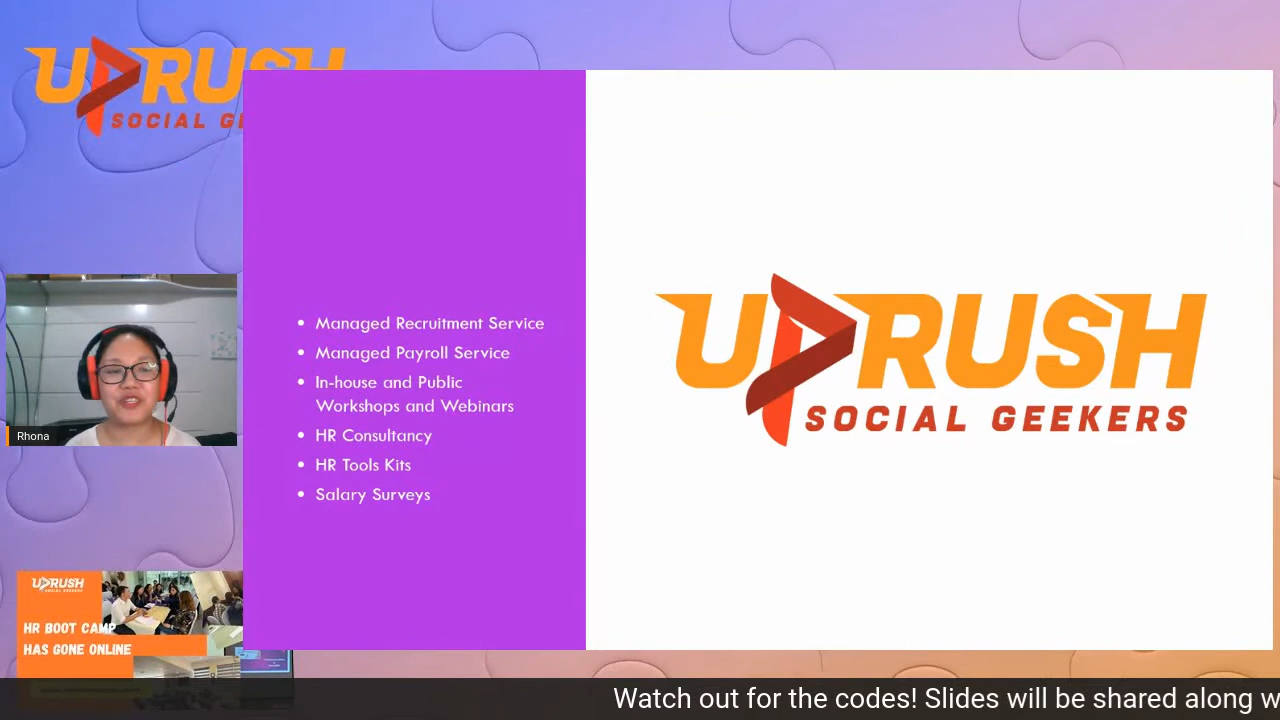 UPRUSH
SOCIAL GE
• Managed Recruitment Service
• Managed Payroll Service
• In-house and Public
Workshops and Webinars
• HR Consultancy
• HR Tools Kits
• Salary Surveys
UPRUSH
SOCIAL GEEKERS
Rhona
UPRUSH
SOCIAL GEEKERS
HR BOOT CAMP
HAS GONE ONLINE
Watch out for the codes! Slides will be shared along w